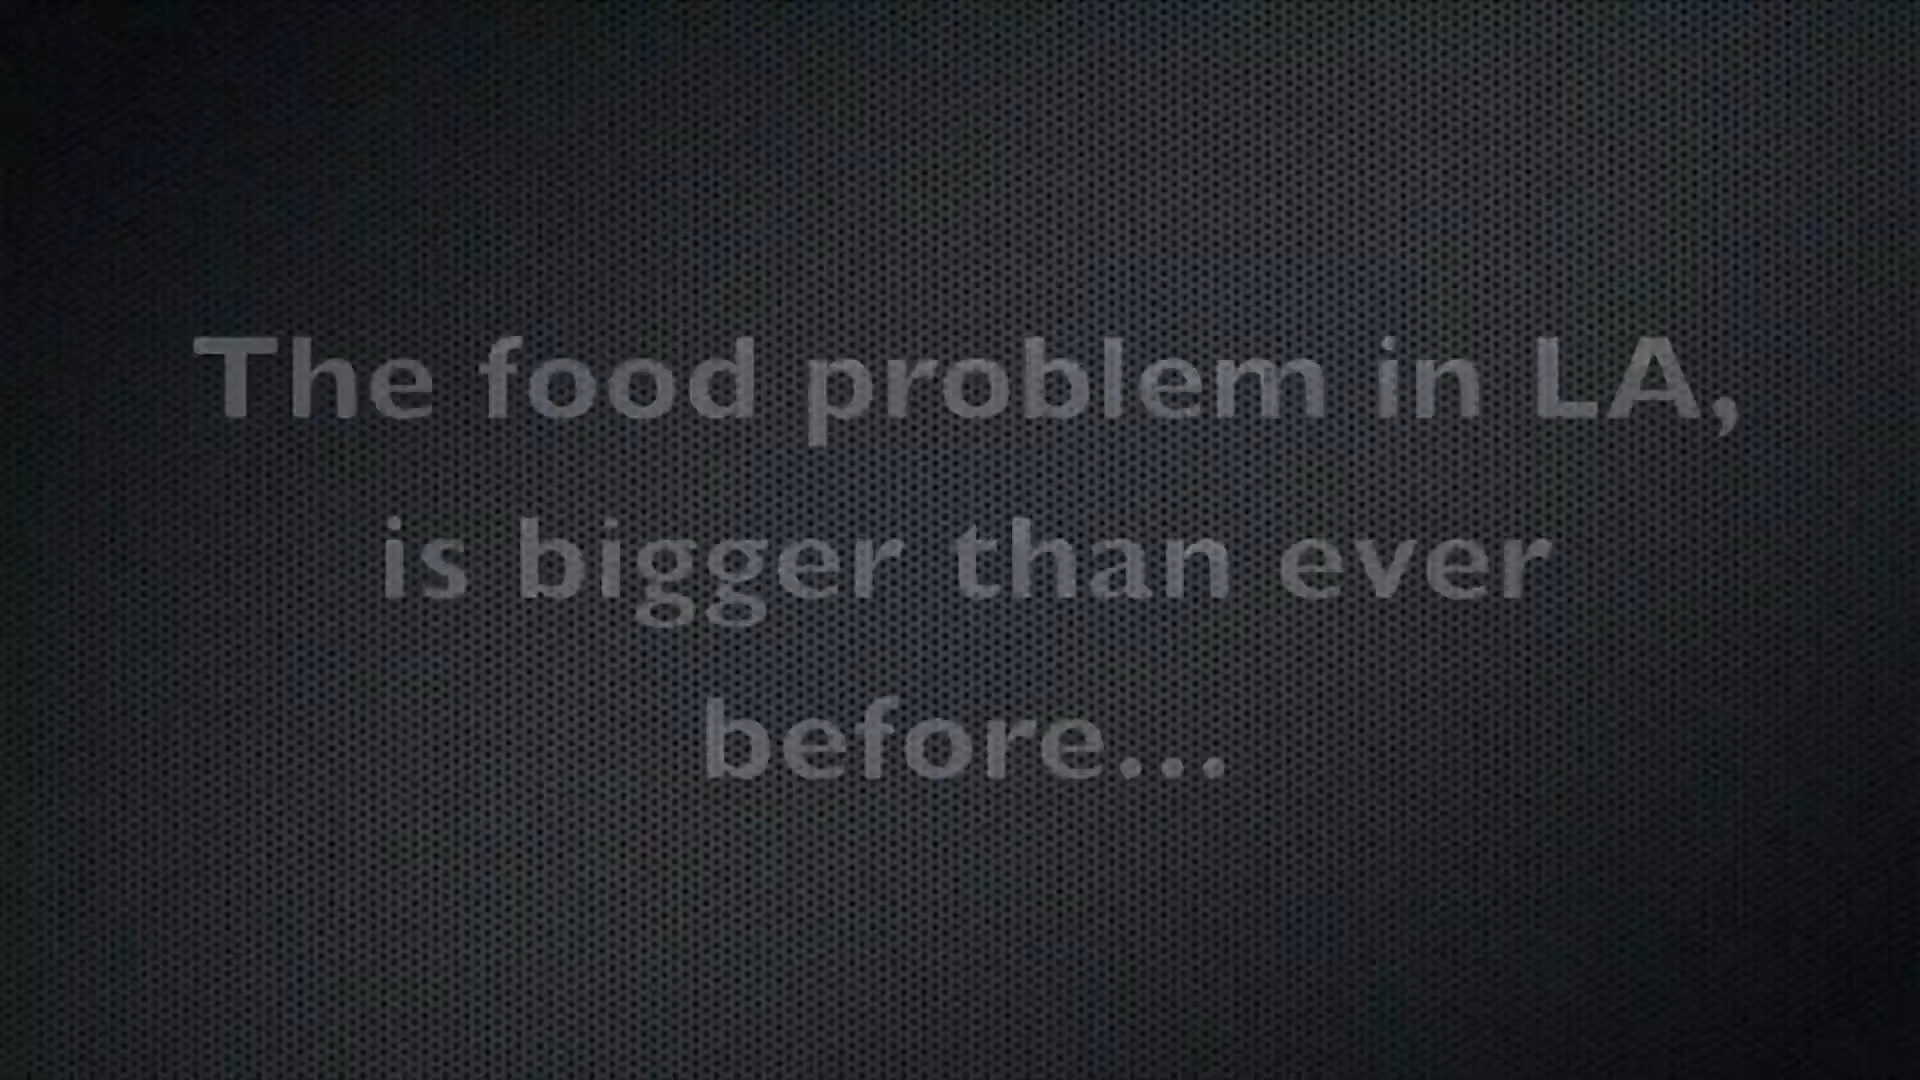 The food problem in LA,
is bigger than ever
before...